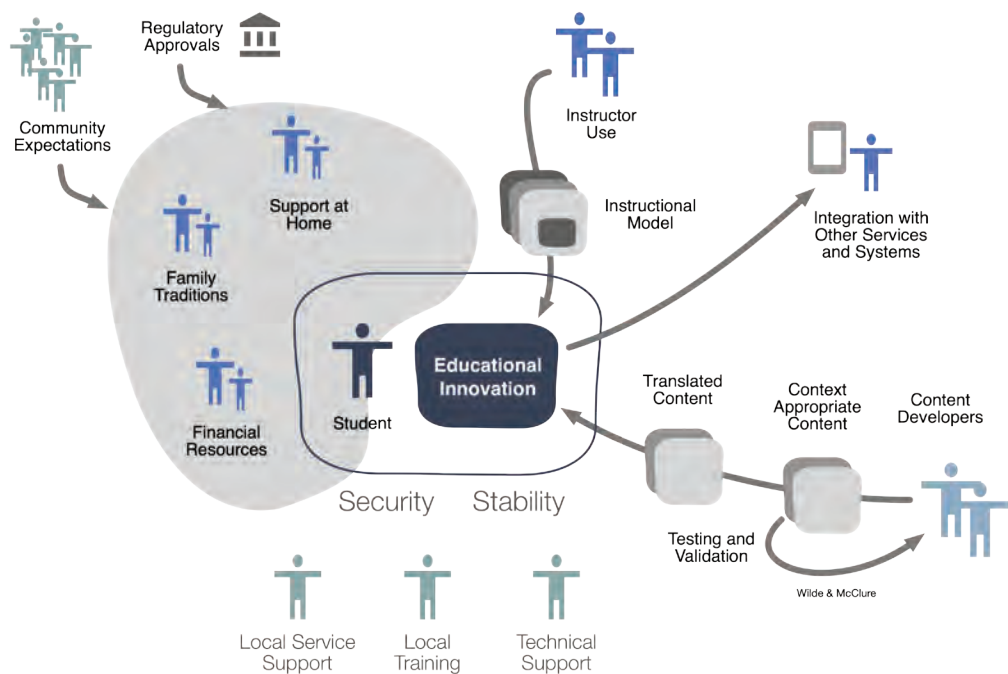 Regulatory
Approvals
Community
Expectations
Instructor
Use
Support at
Home
Instructional
Model
Integration with
Other Services
and Systems
Family
Traditions
Educational
Innovation
Student
Financial
Resources
Translated
Content
Context
Appropriate
Content
Content
Developers
Security
Stability
Testing and
Validation
Wilde & McClure
Local Service
Support
Local
Training
Technical
Support